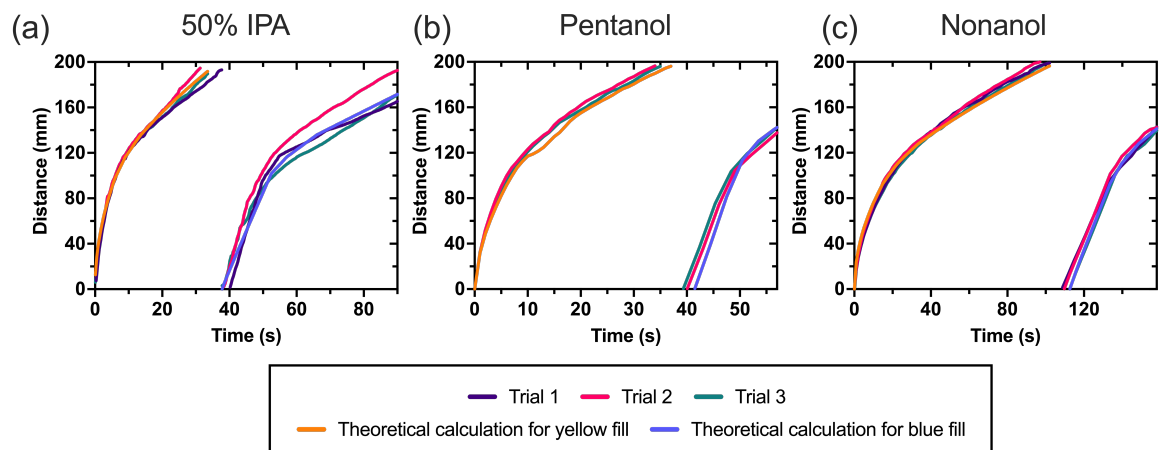 (a) 50% IPA (b) Pentanol (c) Nonanol
200 200 200
160 160 160
120 120 120
80 80 80
40 40 40
0 0 0
Distance (mm) Distance (mm) Distance (mm)
0 20 40 60 80 0 10 20 30 40 50 0 40 80 120
Time (s) Time (s) Time (s)
Trial 1 Trial 2 Trial 3
Theoretical calculation for yellow fill Theoretical calculation for blue fill